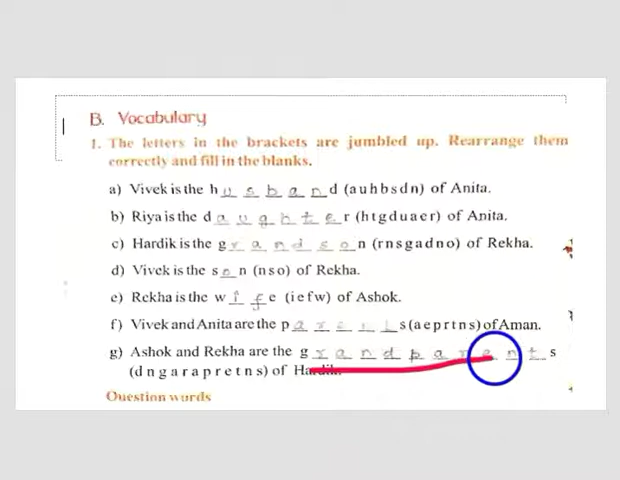 B. Vocabulary
1. The letters in the brackets are jumbled up. Rearrange them
correctly and fill in the blanks.
a) Vivek is the h u s b a n d (auhbsdn) of Anita.
b) Riya is the d a u g h t e r (htgduaer) of Anita.
c) Hardik is the g r a n d s o n (rnsgadno) of Rekha.
d) Vivek is the s o n (nso) of Rekha.
e) Rekha is the w i f e (iefw) of Ashok.
f) Vivek and Anita are the p a r e n t s (aeprtns) of Aman.
g) Ashok and Rekha are the g r a n d p a r e n t s
(dngarapretns) of Hardik.
Question words